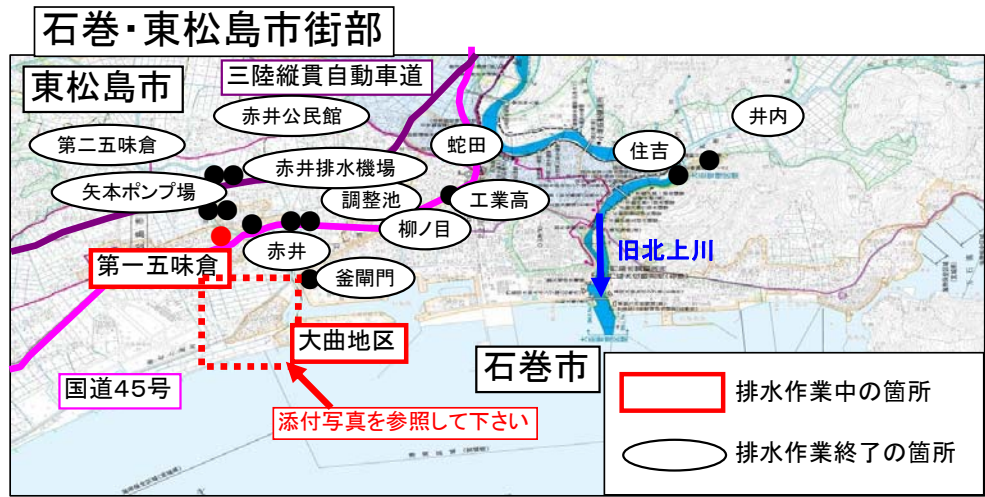 石巻・東松島市街部
東松島市
三陸縦貫自動車道
赤井公民館
井内
第二五味倉
蛇田
住吉
赤井排水機場
矢本ポンプ場
調整池
工業高
柳ノ目
旧北上川
赤井
第一五味倉
釜閘門
大曲地区
石巻市
国道45号
排水作業中の箇所
添付写真を参照して下さい
排水作業終了の箇所